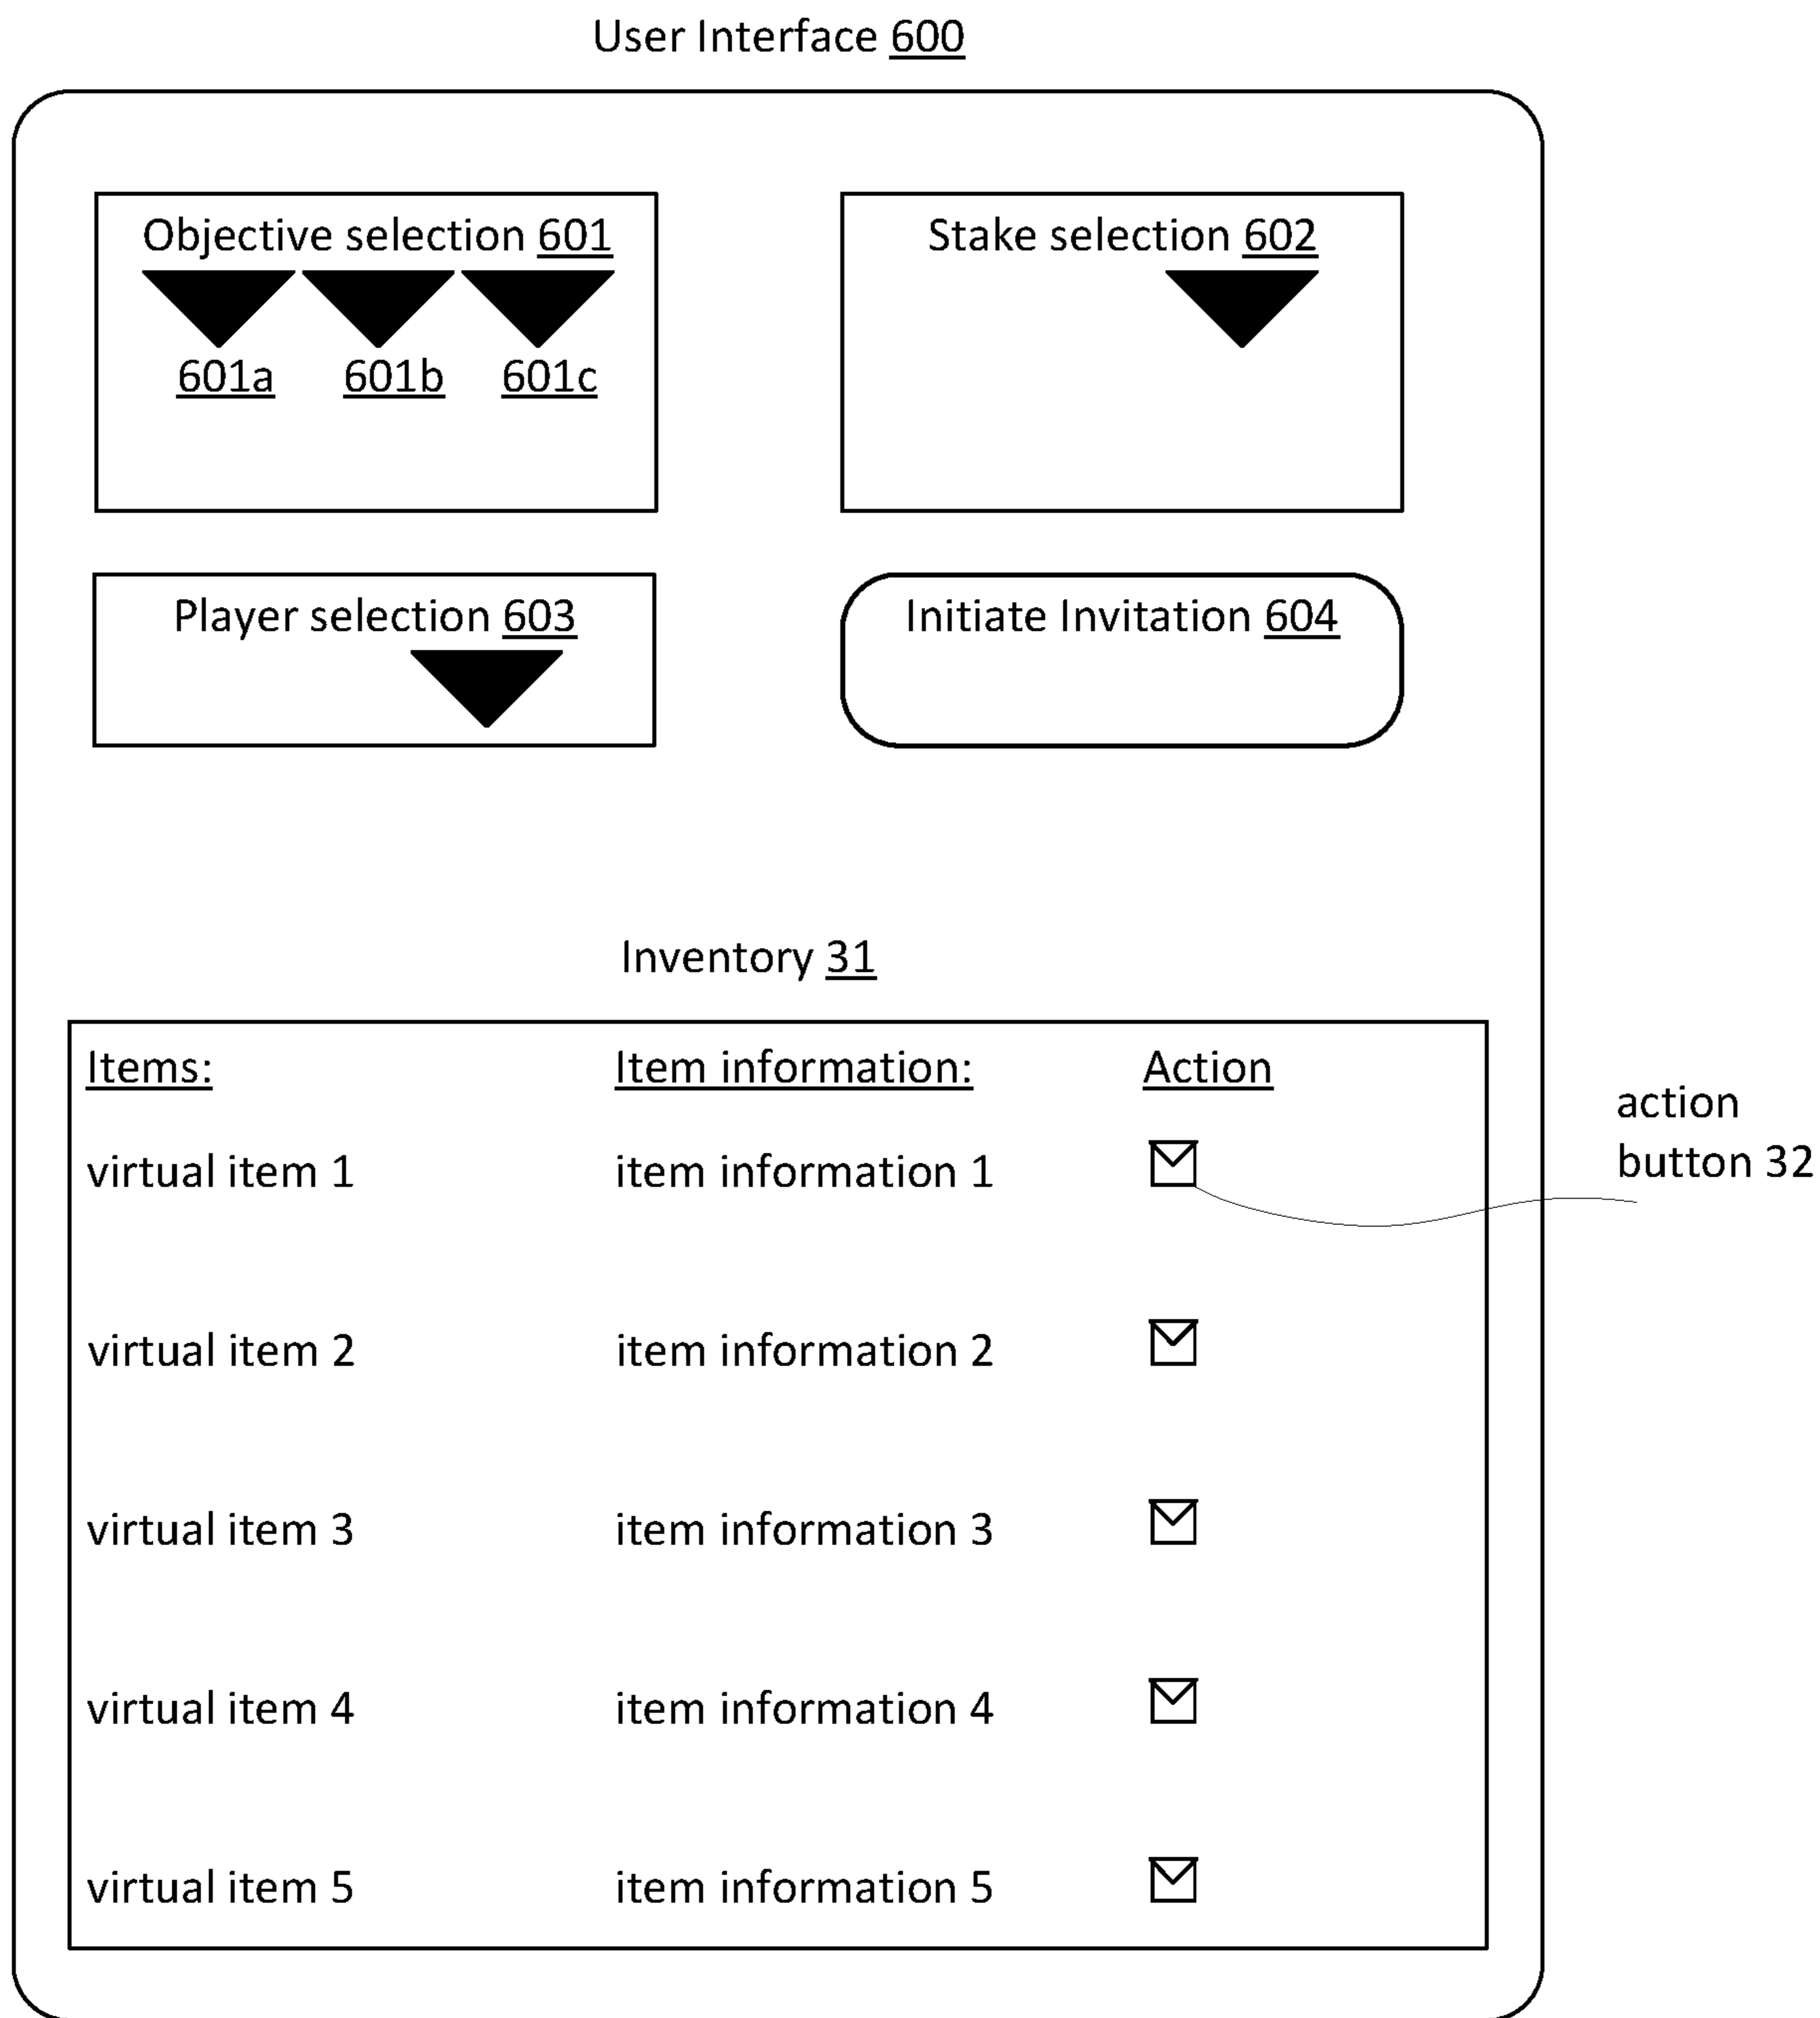 User Interface 600
Objective selection 601
601a 601b 601c
Stake selection 602
Player selection 603
Initiate Invitation 604
Inventory 31
Items: Item information: Action
virtual item 1 item information 1
action
button 32
virtual item 2 item information 2
virtual item 3 item information 3
virtual item 4 item information 4
virtual item 5 item information 5